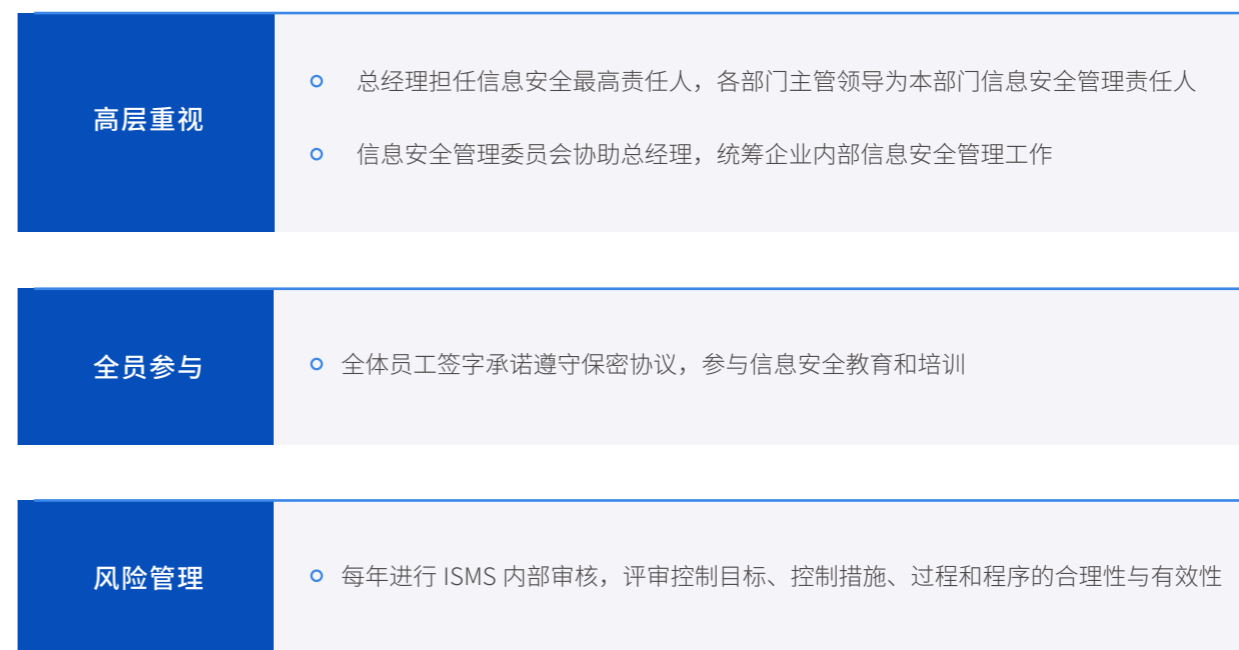 高层重视
总经理担任信息安全最高责任人，各部门主管领导为本部门信息安全管理责任人
信息安全管理委员会协助总经理，统筹企业内部信息安全管理工作
全员参与
全体员工签字承诺遵守保密协议，参与信息安全教育和培训
风险管理
每年进行 ISMS 内部审核，评审控制目标、控制措施、过程和程序的合理性与有效性